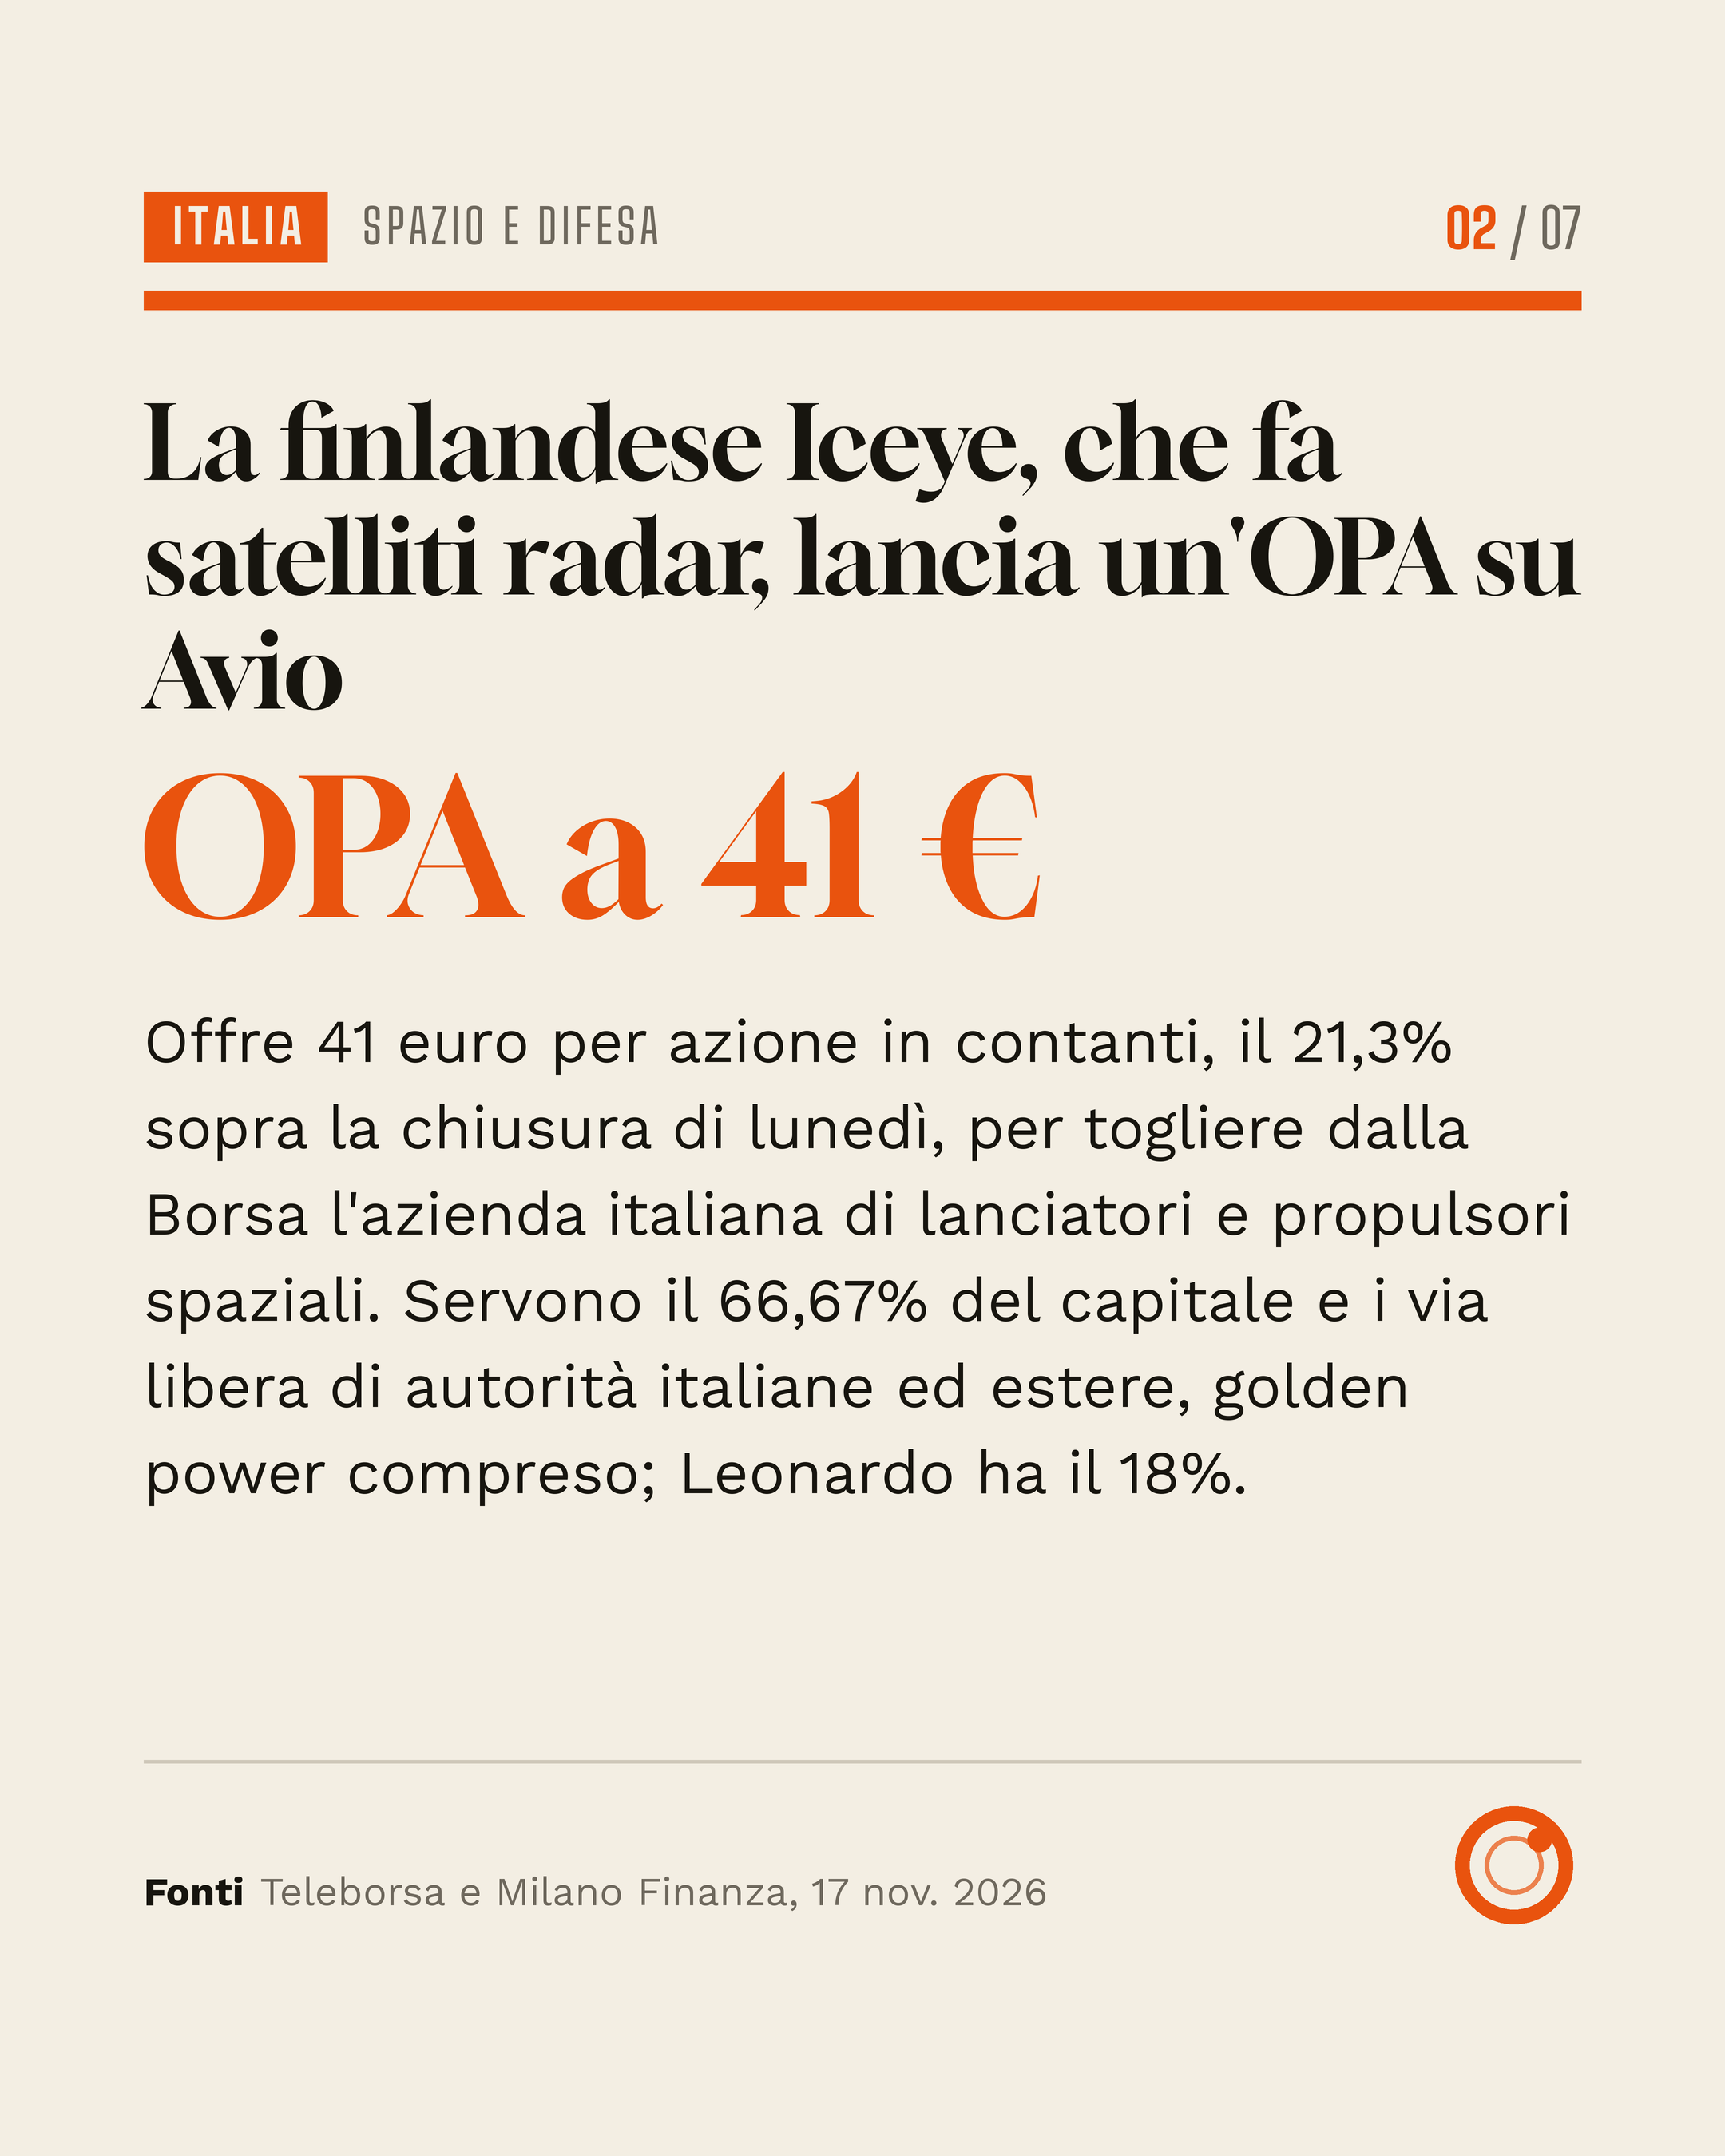 ITALIA SPAZIO E DIFESA 02 / 07
La finlandese Iceye, che fa
satelliti radar, lancia un'OPA su
Avio
OPA a 41 €
Offre 41 euro per azione in contanti, il 21,3%
sopra la chiusura di lunedì, per togliere dalla
Borsa l'azienda italiana di lanciatori e propulsori
spaziali. Servono il 66,67% del capitale e i via
libera di autorità italiane ed estere, golden
power compreso; Leonardo ha il 18%.
Fonti Teleborsa e Milano Finanza, 17 nov. 2026